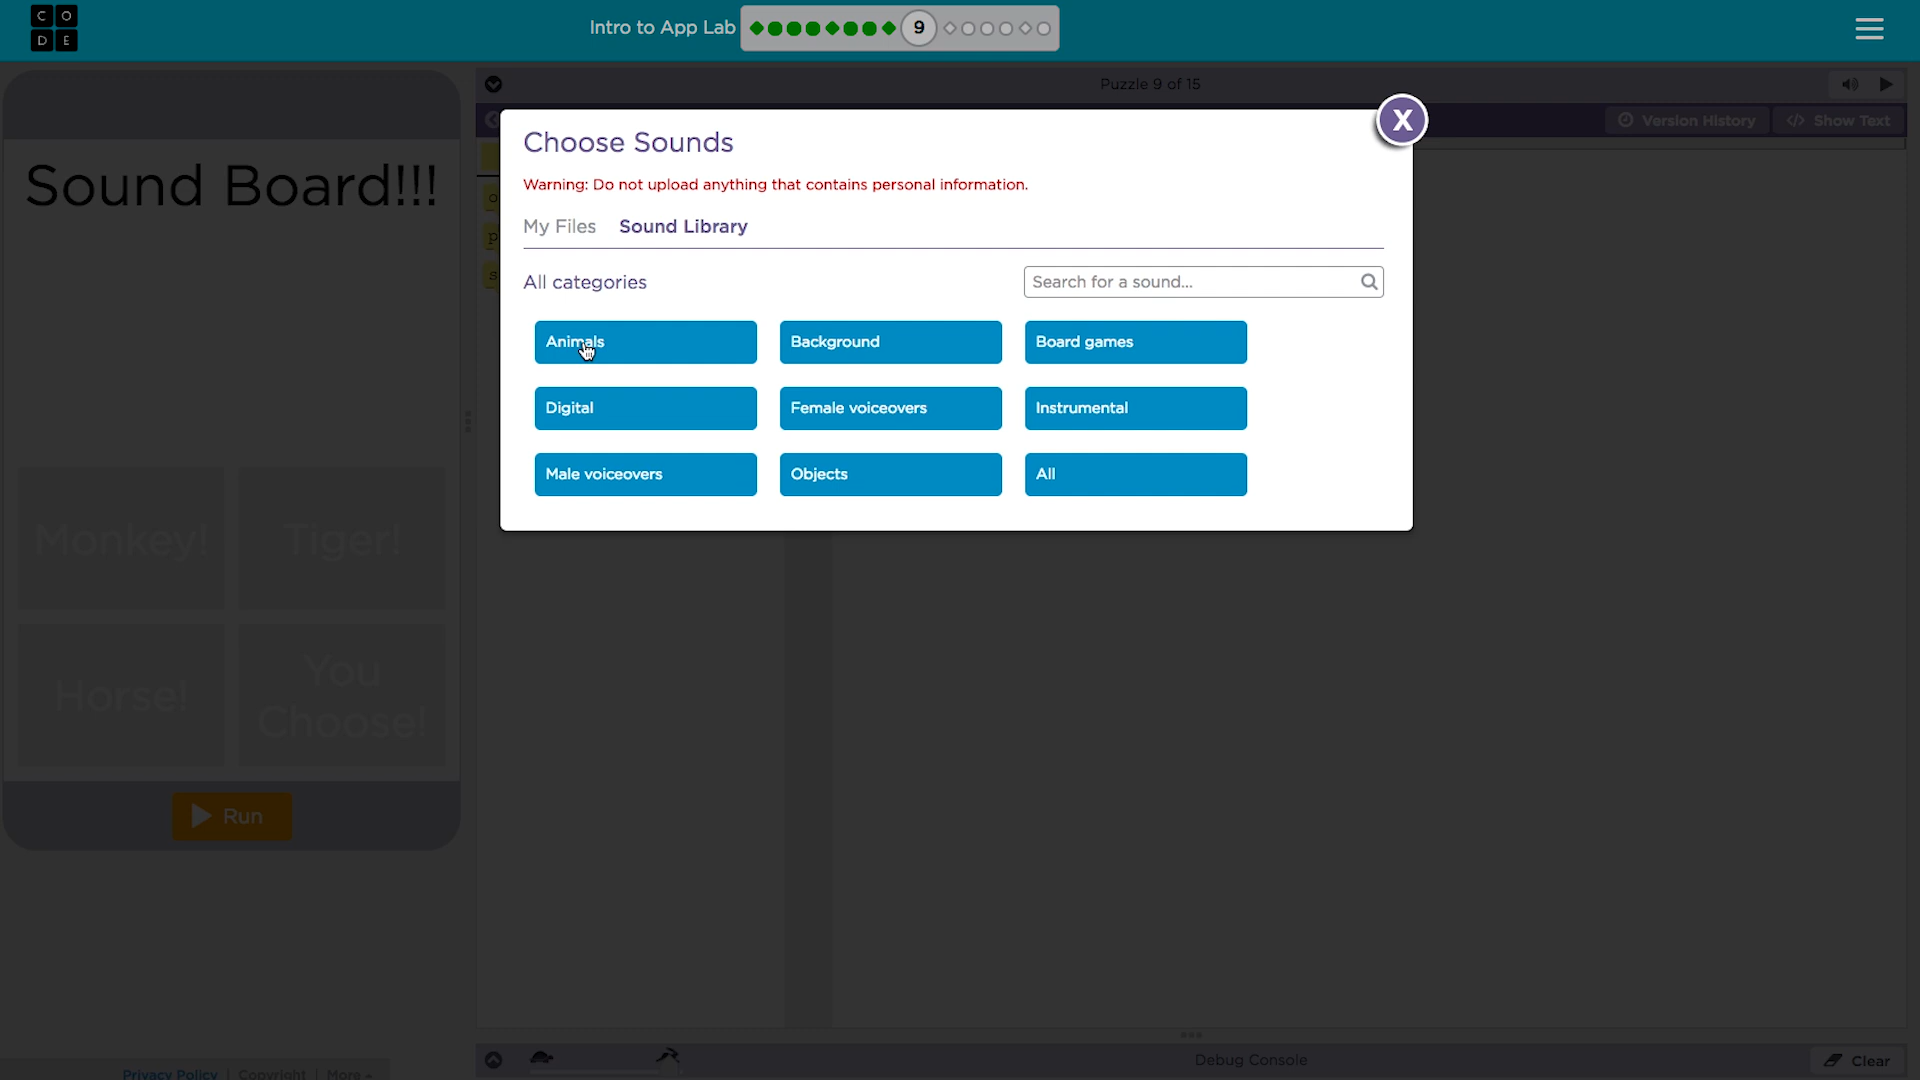 CODE
Intro to App Lab
9
Puzzle 9 of 15
Version History
Show Text
Choose Sounds
Warning: Do not upload anything that contains personal information.
My Files
Sound Library
All categories
Search for a sound...
Animals
Background
Board games
Digital
Female voiceovers
Instrumental
Male voiceovers
Objects
All
X
Sound Board!!!
Monkey!
Tiger!
Horse!
You
Choose!
Run
Privacy Policy | Copyright | More
Debug Console
Clear